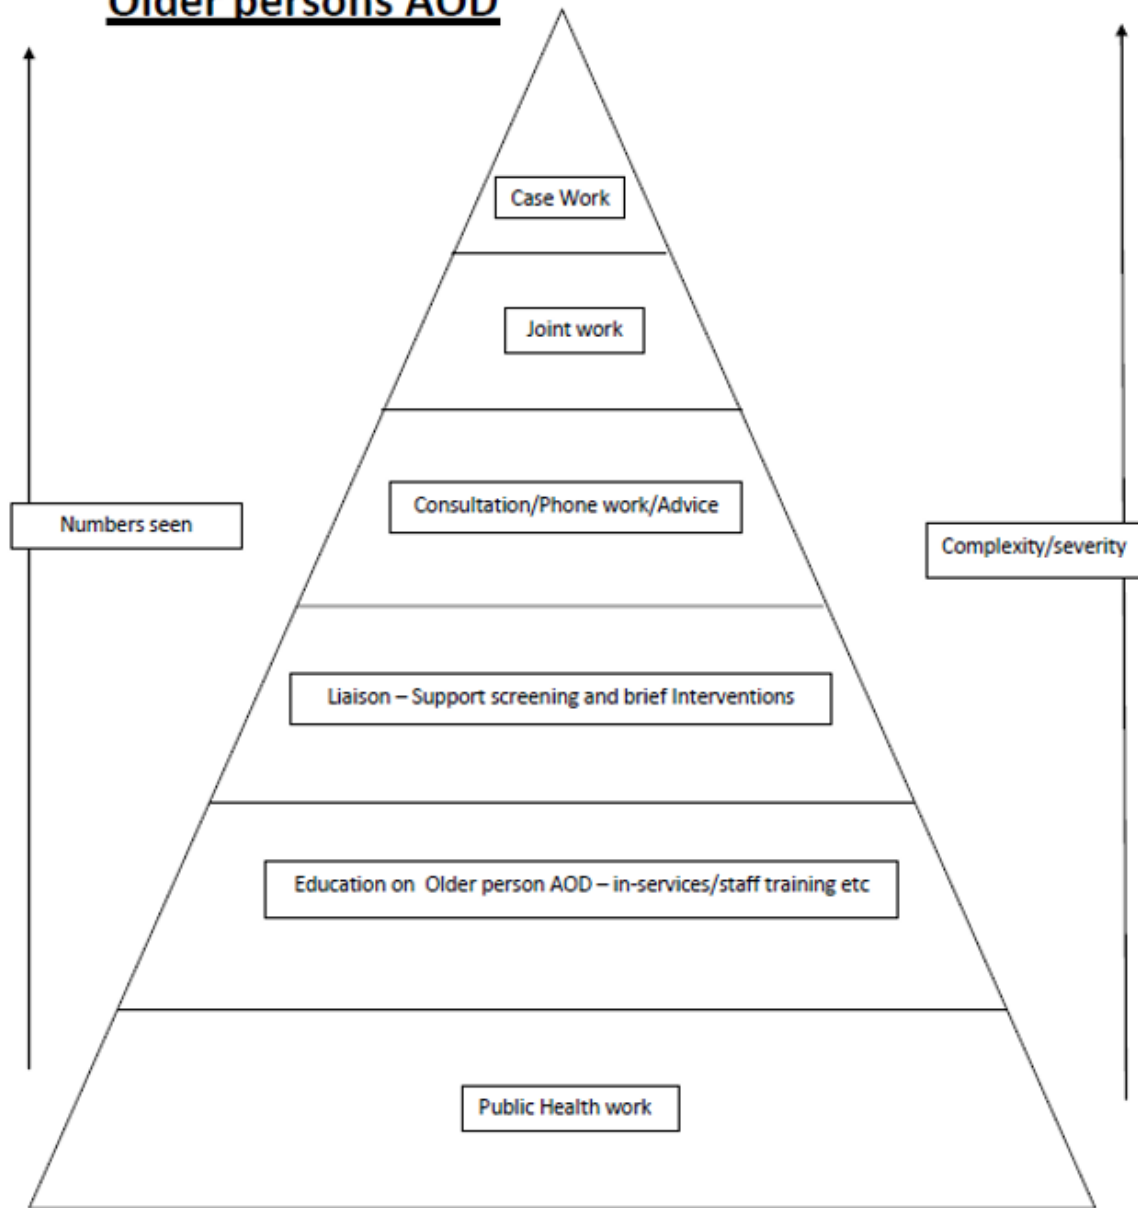 Older persons AOD
Case Work
Joint work
Consultation/Phone work/Advice
Numbers seen
Complexity/severity
Liaison – Support screening and brief Interventions
Education on  Older person AOD – in-services/staff training etc
Public Health work